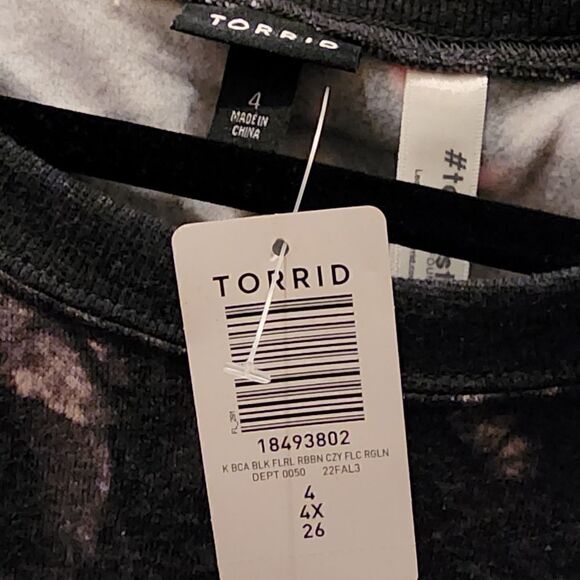 TORRID
4
MADE IN
CHINA
TORRID
FL_291
18493802
K BCA BLK FLRL RBBN CZY FLC RGLN
DEPT 0050 22FAL3
4
4X
26